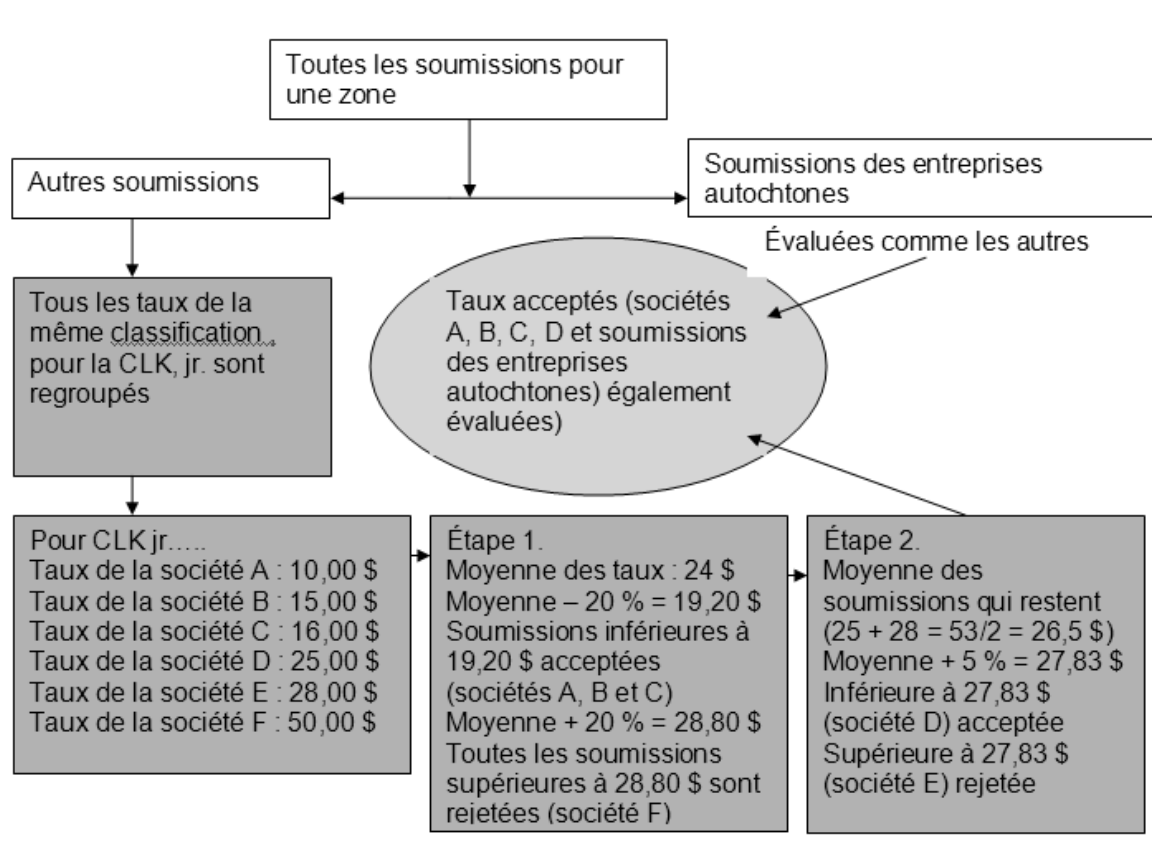 Toutes les soumissions pour
une zone
Autres soumissions
Soumissions des entreprises
autochtones
Évaluées comme les autres
Tous les taux de la
même classification ,
pour la CLK, jr. sont
regroupés
Taux acceptés (sociétés
A, B, C, D et soumissions
des entreprises
autochtones) également
évaluées)
Pour CLK jr.….
Taux de la société A : 10,00 $
Taux de la société B : 15,00 $
Taux de la société C : 16,00 $
Taux de la société D : 25,00 $
Taux de la société E : 28,00 $
Taux de la société F : 50,00 $
Étape 1.
Moyenne des taux : 24 $
Moyenne – 20 % = 19,20 $
Soumissions inférieures à
19,20 $ acceptées
(sociétés A, B et C)
Moyenne + 20 % = 28,80 $
Toutes les soumissions
supérieures à 28,80 $ sont
rejetées (société F)
Étape 2.
Moyenne des
soumissions qui restent
(25 + 28 = 53/2 = 26,5 $)
Moyenne + 5 % = 27,83 $
Inférieure à 27,83 $
(société D) acceptée
Supérieure à 27,83 $
(société E) rejetée